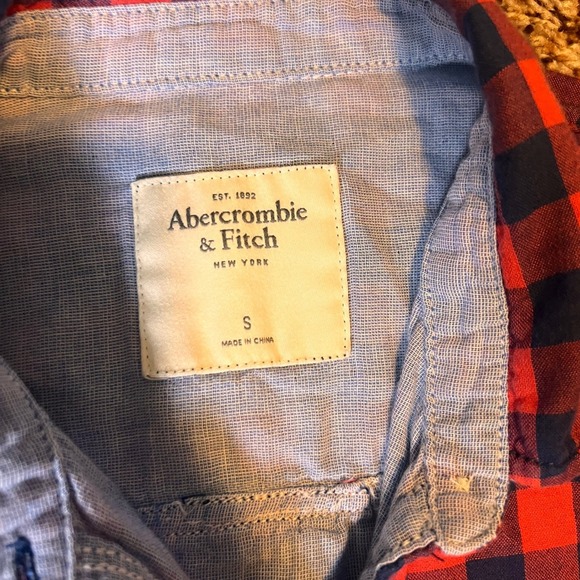 EST. 1892
Abercrombie
& Fitch
NEW YORK
S
MADE IN CHINA